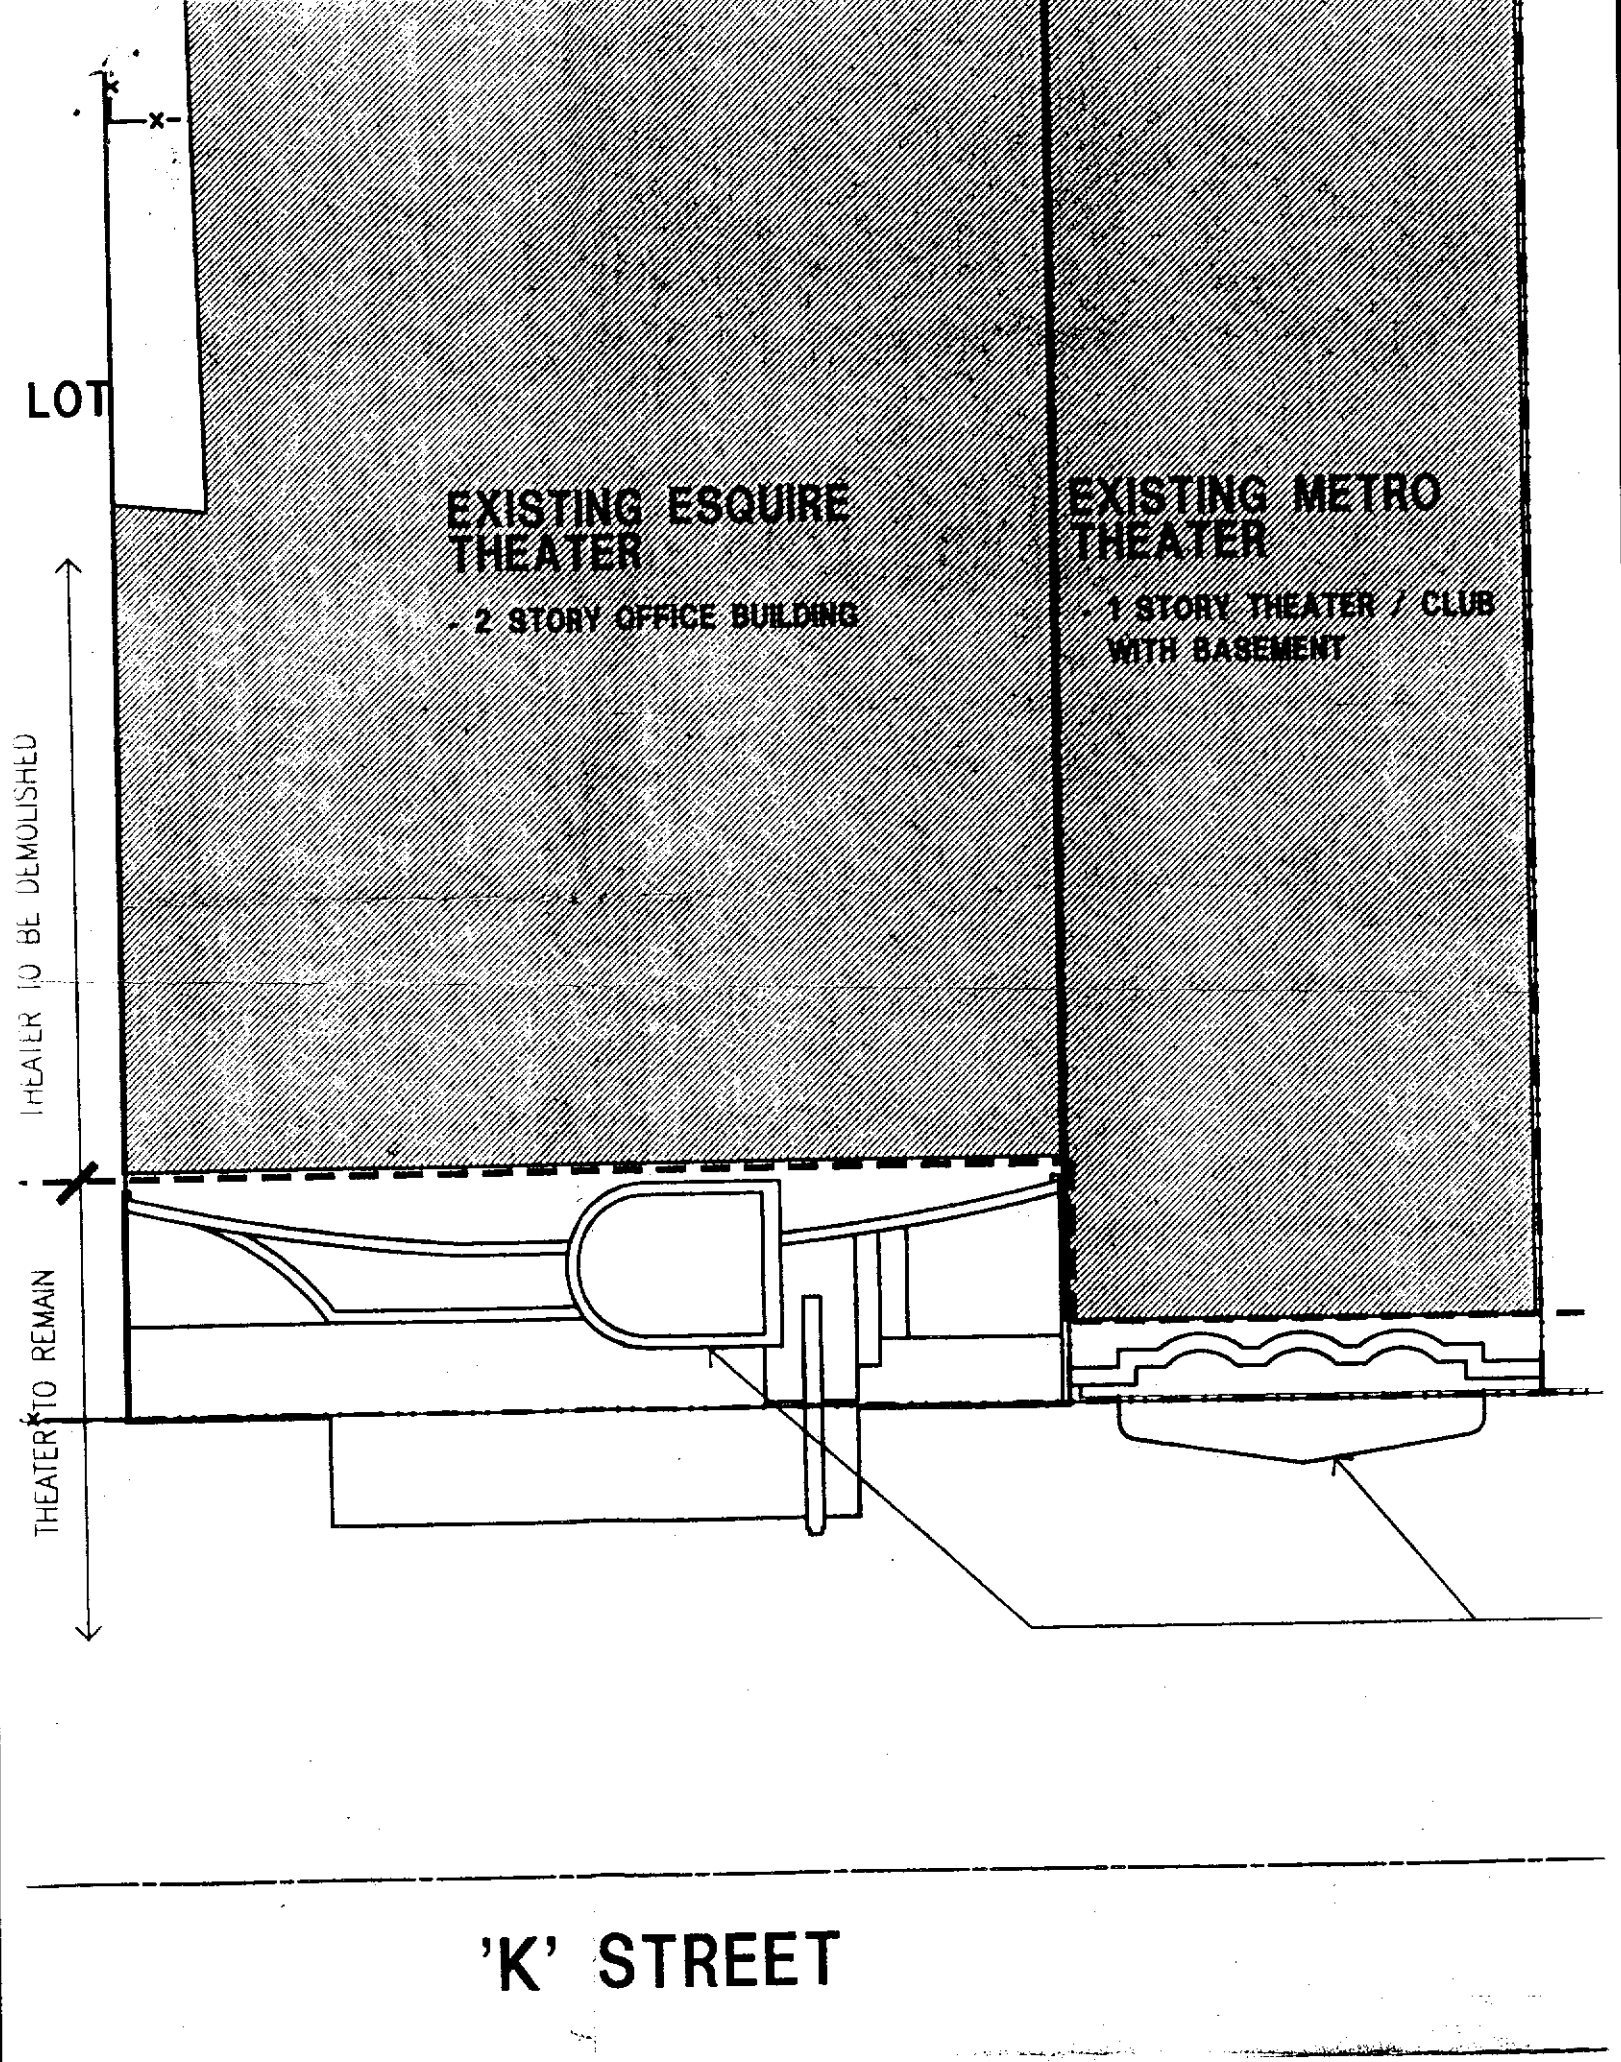 LOT
EXISTING ESQUIRE
THEATER
- 2 STORY OFFICE BUILDING
EXISTING METRO
THEATER
- 1 STORY THEATER / CLUB
WITH BASEMENT
THEATER TO BE DEMOLISHED
THEATER TO REMAIN
'K' STREET